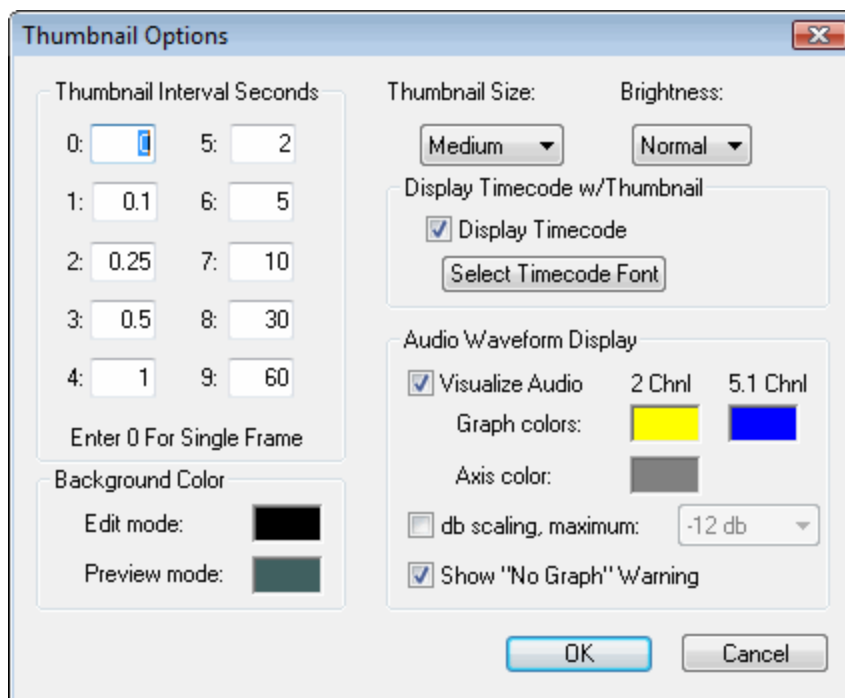 Thumbnail Options
Thumbnail Interval Seconds
0: 0 5: 2
1: 0.1 6: 5
2: 0.25 7: 10
3: 0.5 8: 30
4: 1 9: 60
Enter 0 For Single Frame
Background Color
Edit mode:
Preview mode:
Thumbnail Size: Brightness:
Medium Normal
Display Timecode w/Thumbnail
Display Timecode
Select Timecode Font
Audio Waveform Display
Visualize Audio 2 Chnl 5.1 Chnl
Graph colors:
Axis color:
db scaling, maximum: -12 db
Show "No Graph" Warning
OK Cancel